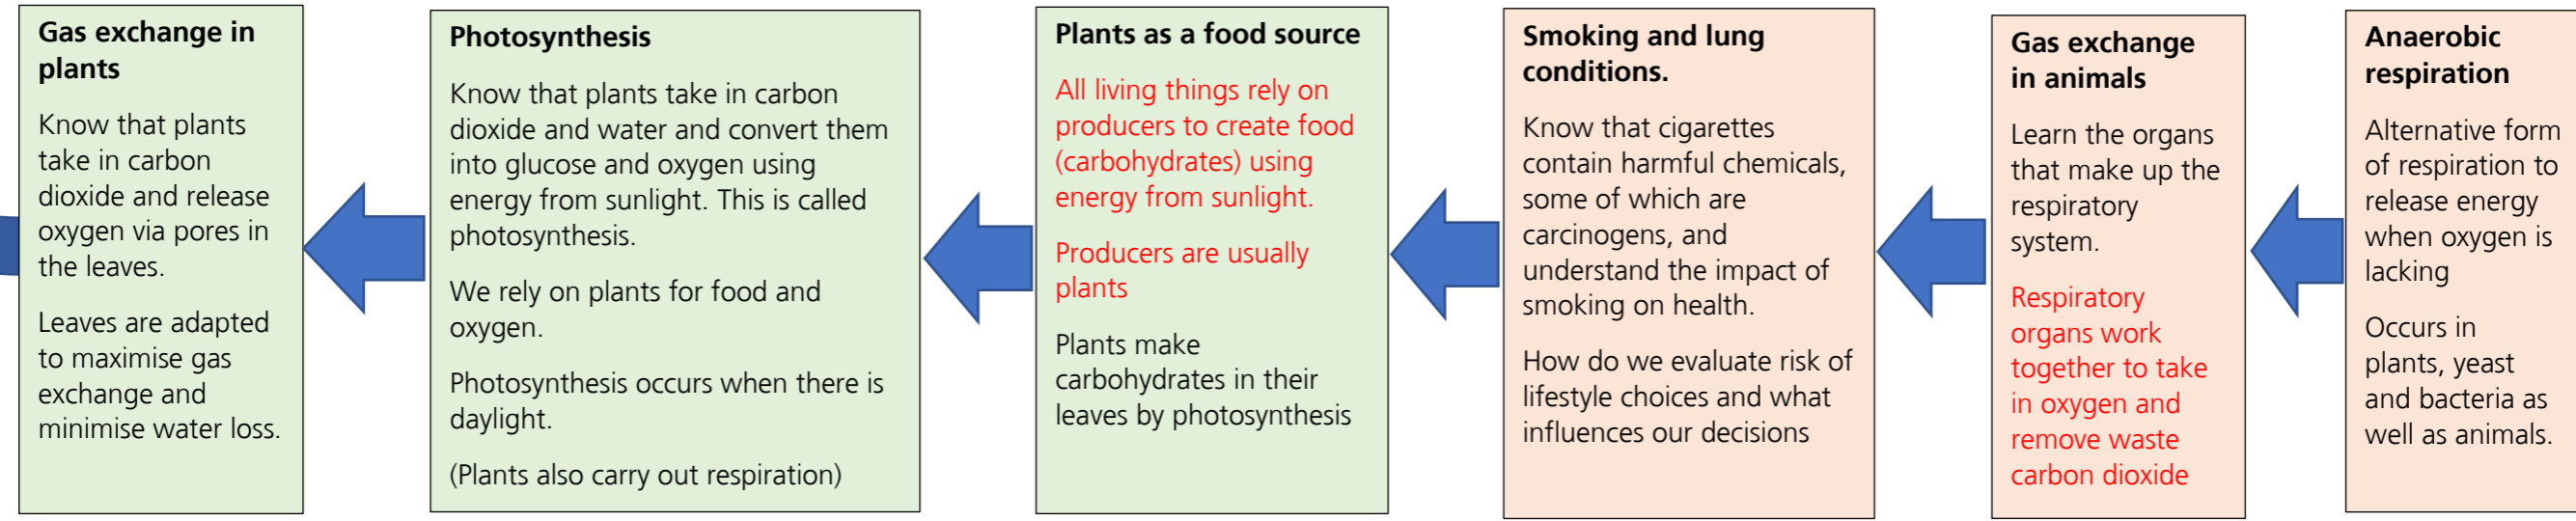 Gas exchange in
plants
Know that plants
take in carbon
dioxide and release
oxygen via pores in
the leaves.
Leaves are adapted
to maximise gas
exchange and
minimise water loss.
Photosynthesis
Know that plants take in carbon
dioxide and water and convert them
into glucose and oxygen using
energy from sunlight. This is called
photosynthesis.
We rely on plants for food and
oxygen.
Photosynthesis occurs when there is
daylight.
(Plants also carry out respiration)
Plants as a food source
All living things rely on
producers to create food
(carbohydrates) using
energy from sunlight.
Producers are usually
plants
Plants make
carbohydrates in their
leaves by photosynthesis
Smoking and lung
conditions.
Know that cigarettes
contain harmful chemicals,
some of which are
carcinogens, and
understand the impact of
smoking on health.
How do we evaluate risk of
lifestyle choices and what
influences our decisions
Gas exchange
in animals
Learn the organs
that make up the
respiratory
system.
Respiratory
organs work
together to take
in oxygen and
remove waste
carbon dioxide
Anaerobic
respiration
Alternative form
of respiration to
release energy
when oxygen is
lacking
Occurs in
plants, yeast
and bacteria as
well as animals.